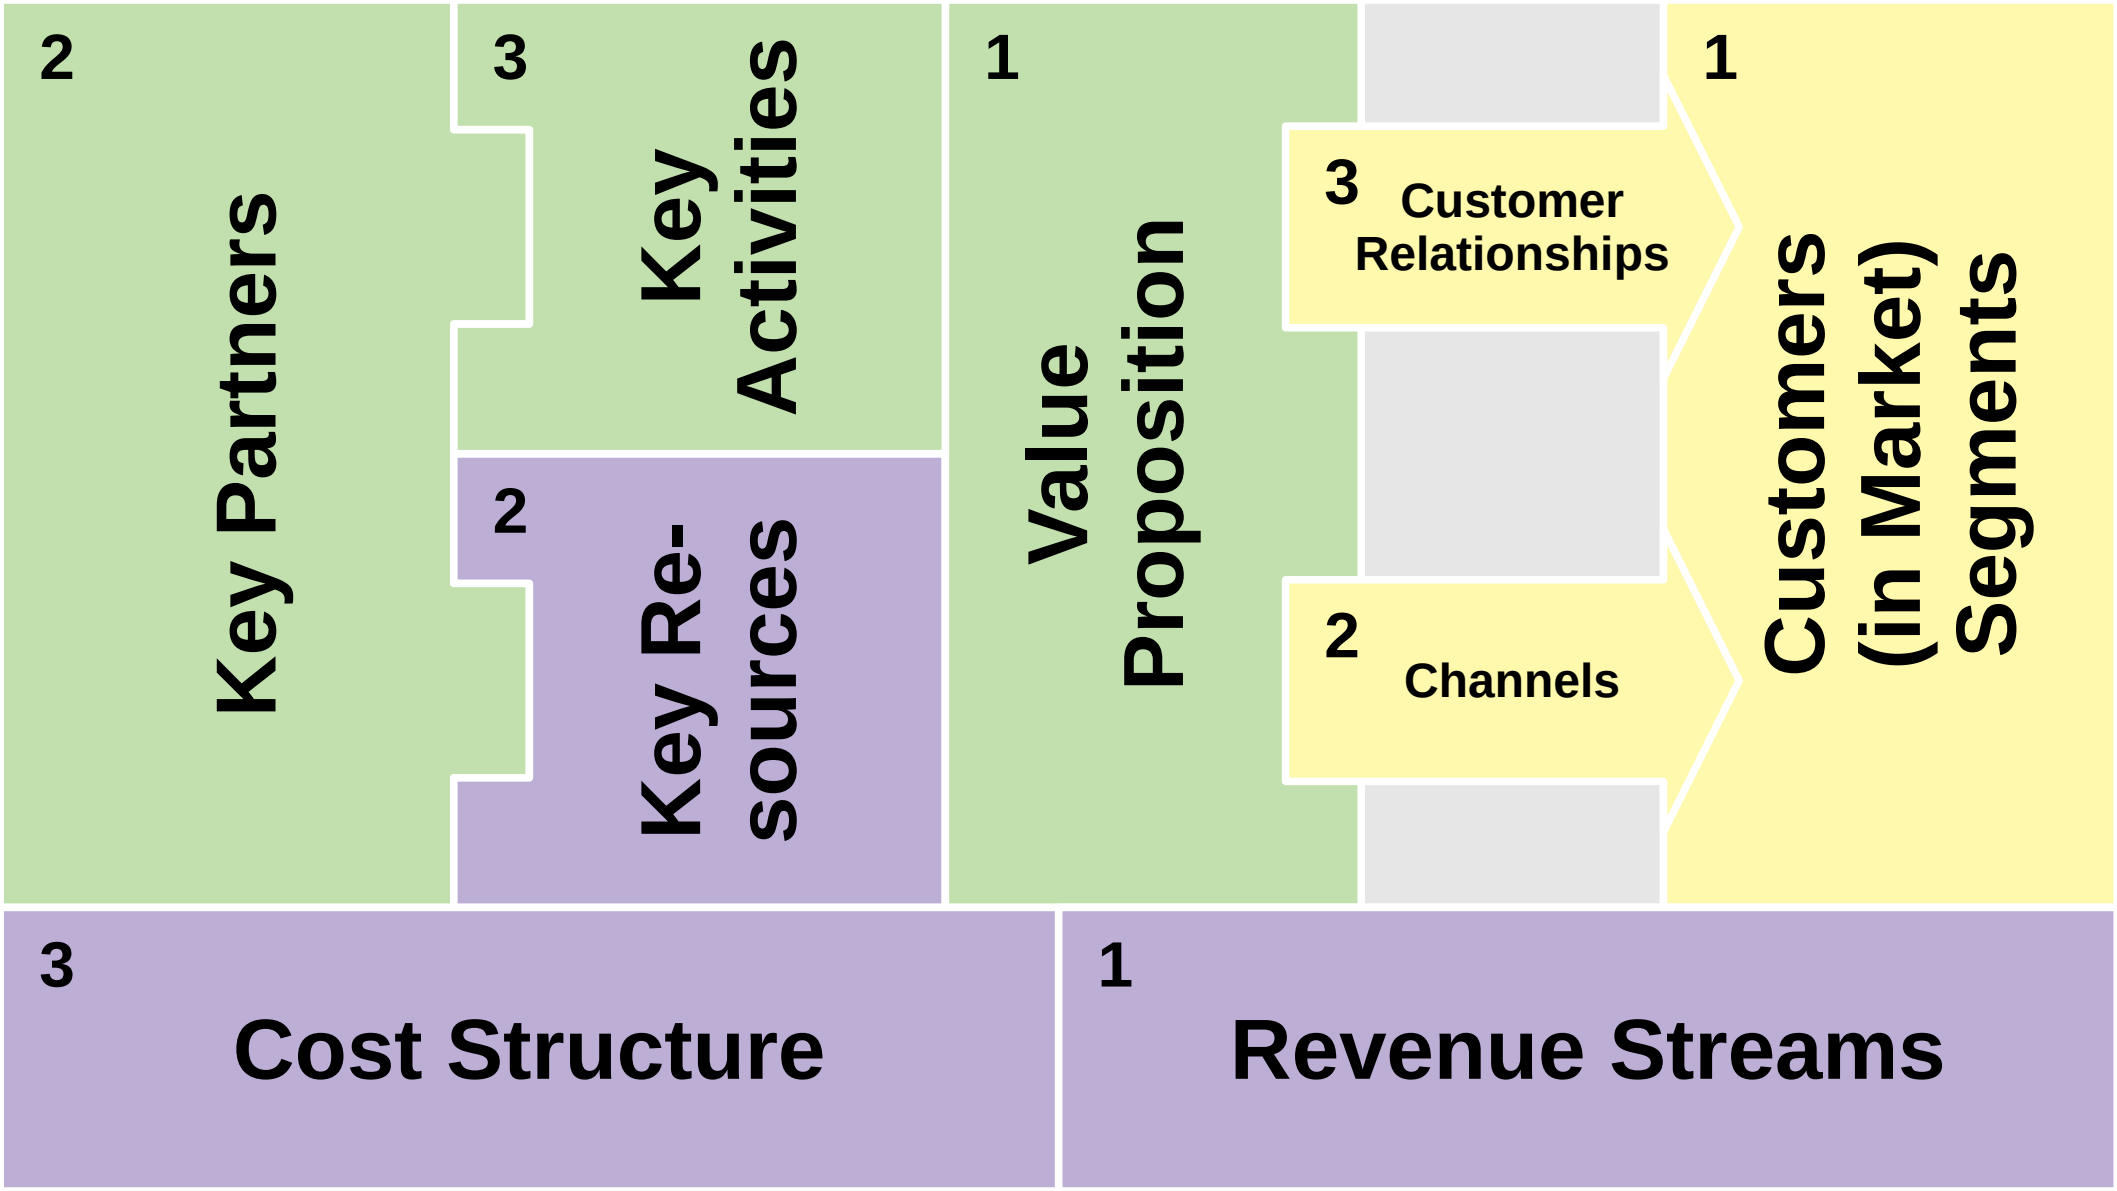 2
Key Partners
3
Key
Activities
2
Key Re-
sources
1
Value
Proposition
3
Customer
Relationships
2
Channels
1
Customers
(in Market)
Segments
3
Cost Structure
1
Revenue Streams